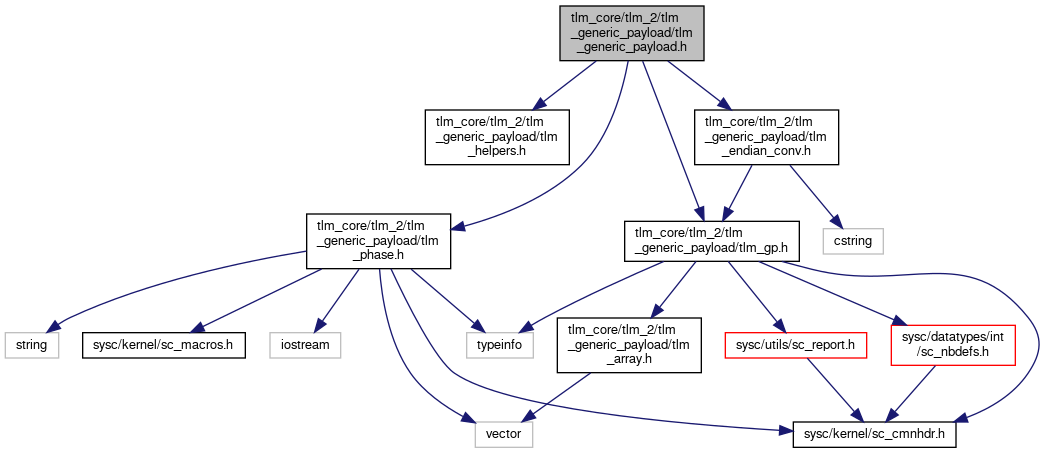 tlm_core/tlm_2/tlm
_generic_payload/tlm
_generic_payload.h
tlm_core/tlm_2/tlm
_generic_payload/tlm
_helpers.h
tlm_core/tlm_2/tlm
_generic_payload/tlm
_endian_conv.h
tlm_core/tlm_2/tlm
_generic_payload/tlm
_phase.h
tlm_core/tlm_2/tlm
_generic_payload/tlm_gp.h
cstring
string
sysc/kernel/sc_macros.h
iostream
typeinfo
tlm_core/tlm_2/tlm
_generic_payload/tlm
_array.h
sysc/utils/sc_report.h
sysc/datatypes/int
/sc_nbdefs.h
vector
sysc/kernel/sc_cmnhdr.h